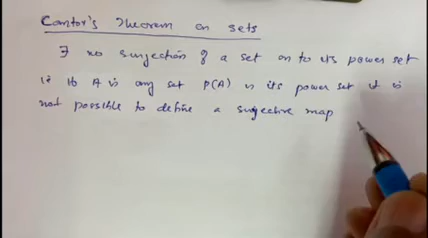 Cantor's Theorem on sets
∃ no surjection of a set on to its power set
i.e. If A is any set P(A) is its power set it is
not possible to define a surjective map